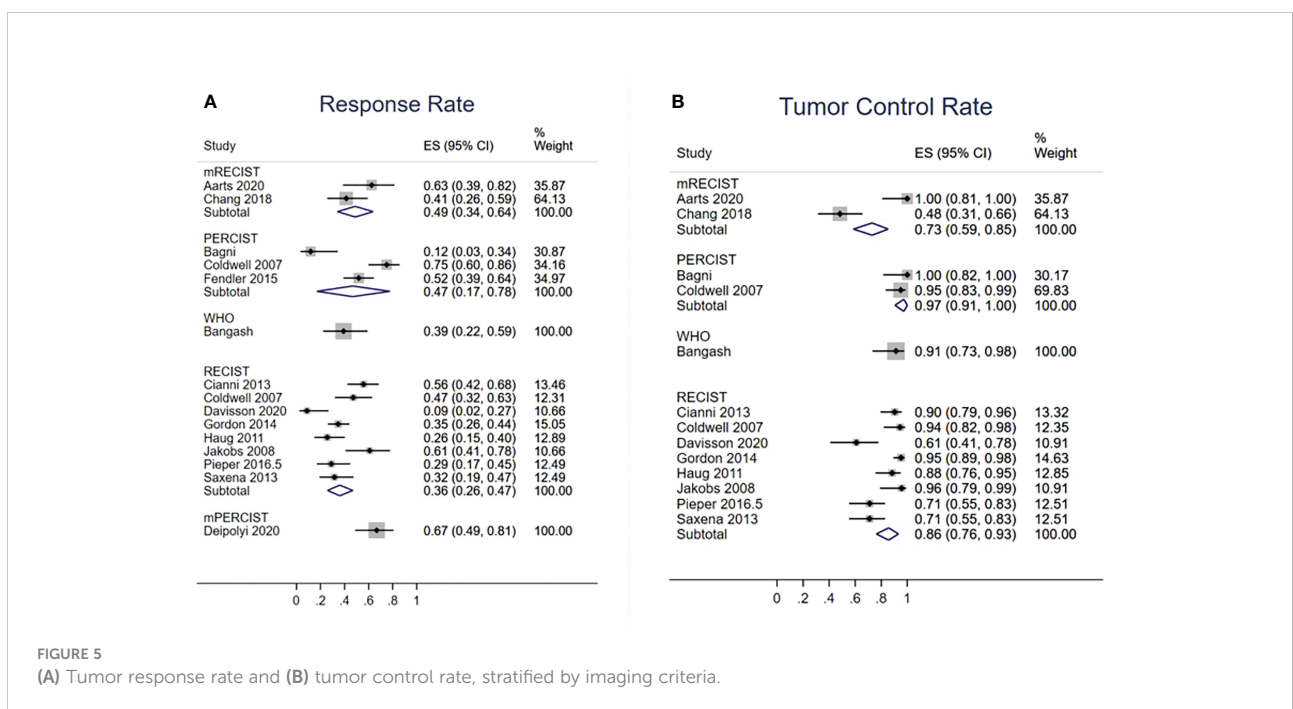 A
Response Rate
Study ES (95% CI) % Weight
mRECIST
Aarts 2020 0.63 (0.39, 0.82) 35.87
Chang 2018 0.41 (0.26, 0.59) 64.13
Subtotal 0.49 (0.34, 0.64) 100.00
PERCIST
Bagni 0.12 (0.03, 0.34) 30.87
Coldwell 2007 0.75 (0.60, 0.86) 34.16
Fendler 2015 0.52 (0.39, 0.64) 34.97
Subtotal 0.47 (0.17, 0.78) 100.00
WHO
Bangash 0.39 (0.22, 0.59) 100.00
RECIST
Cianni 2013 0.56 (0.42, 0.68) 13.46
Coldwell 2007 0.47 (0.32, 0.63) 12.31
Davisson 2020 0.09 (0.02, 0.27) 10.66
Gordon 2014 0.35 (0.26, 0.44) 15.05
Haug 2011 0.26 (0.15, 0.40) 12.89
Jakobs 2008 0.61 (0.41, 0.78) 10.66
Pieper 2016.5 0.29 (0.17, 0.45) 12.49
Saxena 2013 0.32 (0.19, 0.47) 12.49
Subtotal 0.36 (0.26, 0.47) 100.00
mPERCIST
Deipolyi 2020 0.67 (0.49, 0.81) 100.00
0 .2 .4 .6 .8 1
B
Tumor Control Rate
Study ES (95% CI) % Weight
mRECIST
Aarts 2020 1.00 (0.81, 1.00) 35.87
Chang 2018 0.48 (0.31, 0.66) 64.13
Subtotal 0.73 (0.59, 0.85) 100.00
PERCIST
Bagni 1.00 (0.82, 1.00) 30.17
Coldwell 2007 0.95 (0.83, 0.99) 69.83
Subtotal 0.97 (0.91, 1.00) 100.00
WHO
Bangash 0.91 (0.73, 0.98) 100.00
RECIST
Cianni 2013 0.90 (0.79, 0.96) 13.32
Coldwell 2007 0.94 (0.82, 0.98) 12.35
Davisson 2020 0.61 (0.41, 0.78) 10.91
Gordon 2014 0.95 (0.89, 0.98) 14.63
Haug 2011 0.88 (0.76, 0.95) 12.85
Jakobs 2008 0.96 (0.79, 0.99) 10.91
Pieper 2016.5 0.71 (0.55, 0.83) 12.51
Saxena 2013 0.71 (0.55, 0.83) 12.51
Subtotal 0.86 (0.76, 0.93) 100.00
0 .2 .4 .6 .8 1
FIGURE 5
(A) Tumor response rate and (B) tumor control rate, stratified by imaging criteria.